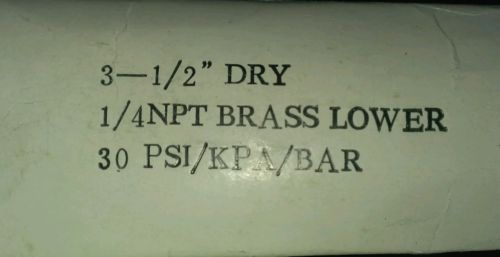 3—1/2" DRY
1/4NPT BRASS LOWER
30 PSI/KPA/BAR